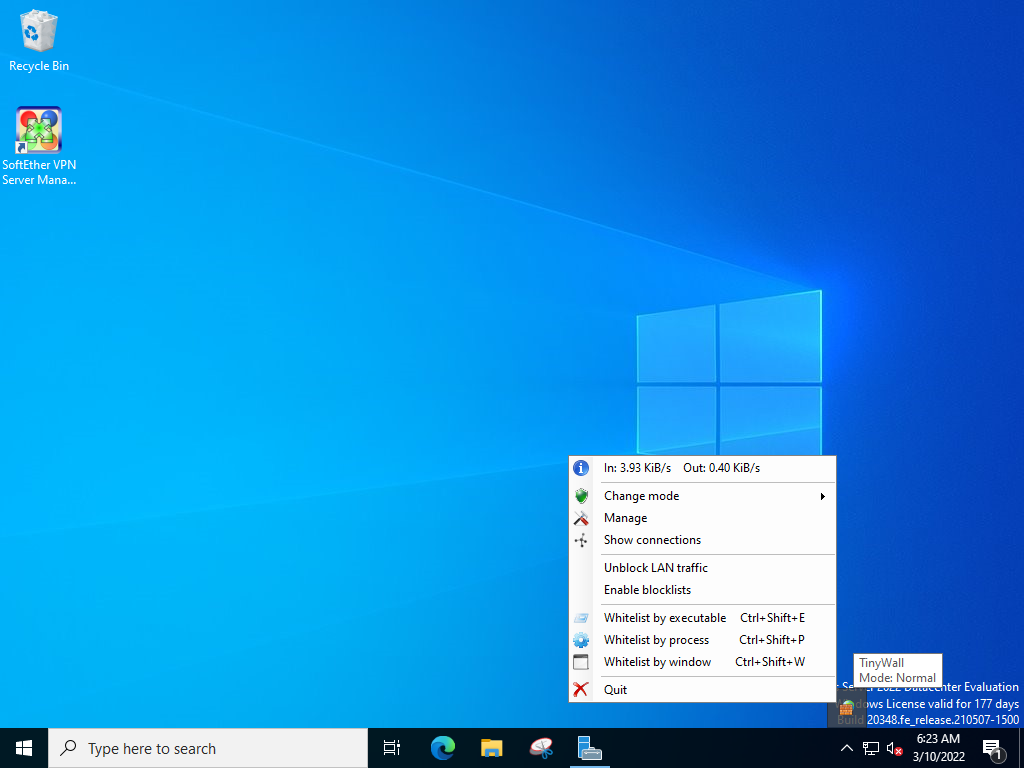 Recycle Bin
SoftEther VPN
Server Mana...
In: 3.93 KiB/s Out: 0.40 KiB/s
Change mode
Manage
Show connections
Unblock LAN traffic
Enable blocklists
Whitelist by executable Ctrl+Shift+E
Whitelist by process Ctrl+Shift+P
Whitelist by window Ctrl+Shift+W
Quit
TinyWall
Mode: Normal
Server 2022 Datacenter Evaluation
License valid for 177 days
Build 20348.fe_release.210507-1500
Type here to search
6:23 AM
3/10/2022
1